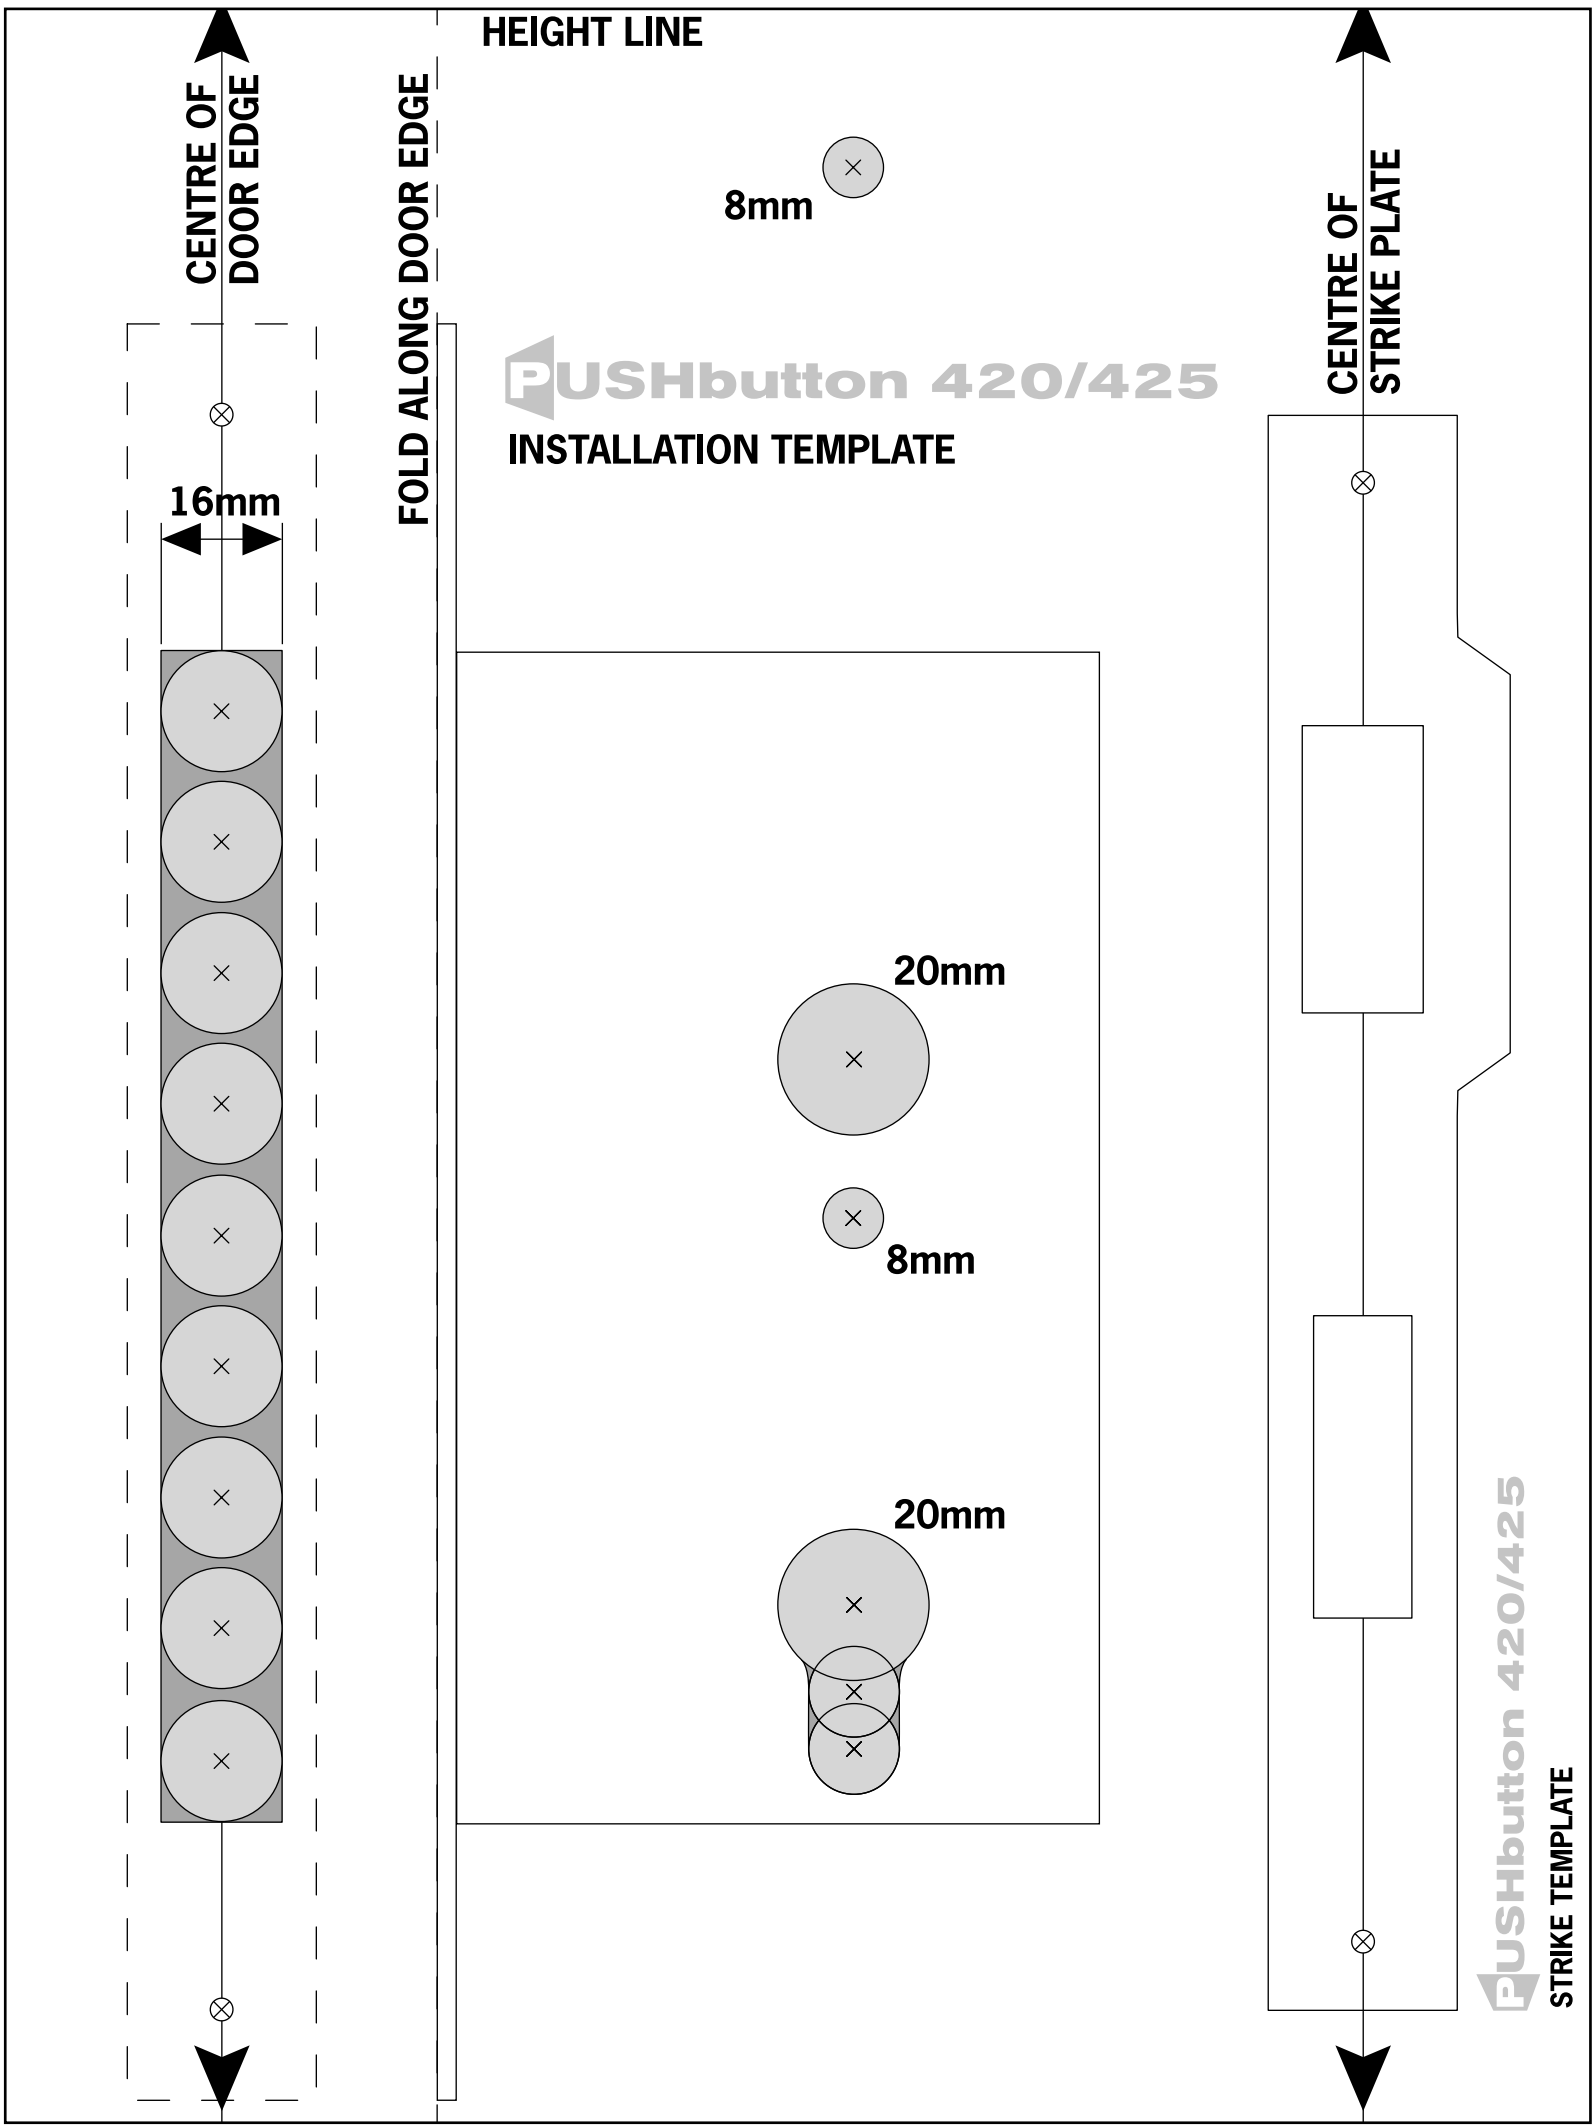 HEIGHT LINE
CENTRE OF
DOOR EDGE
FOLD ALONG DOOR EDGE
8mm
CENTRE OF
STRIKE PLATE
PUSHbutton 420/425
INSTALLATION TEMPLATE
16mm
20mm
8mm
20mm
PUSHbutton 420/425
STRIKE TEMPLATE